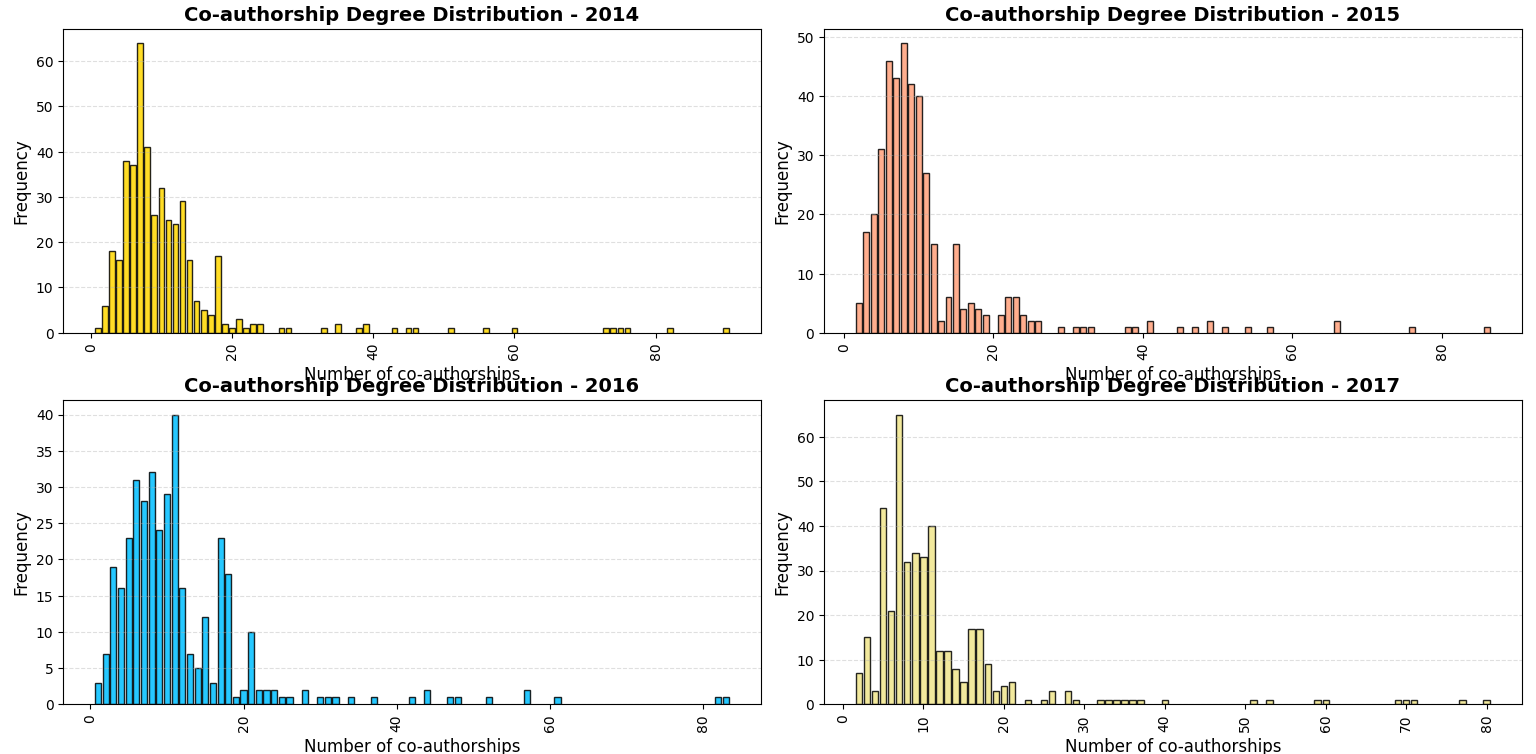 Co-authorship Degree Distribution - 2014
Frequency
60
50
40
30
20
10
0
0 20 40 60 80
Number of co-authorships
Co-authorship Degree Distribution - 2015
Frequency
50
40
30
20
10
0
0 20 40 60 80
Number of co-authorships
Co-authorship Degree Distribution - 2016
Frequency
40
35
30
25
20
15
10
5
0
0 20 40 60 80
Number of co-authorships
Co-authorship Degree Distribution - 2017
Frequency
60
50
40
30
20
10
0
0 10 20 30 40 50 60 70 80
Number of co-authorships